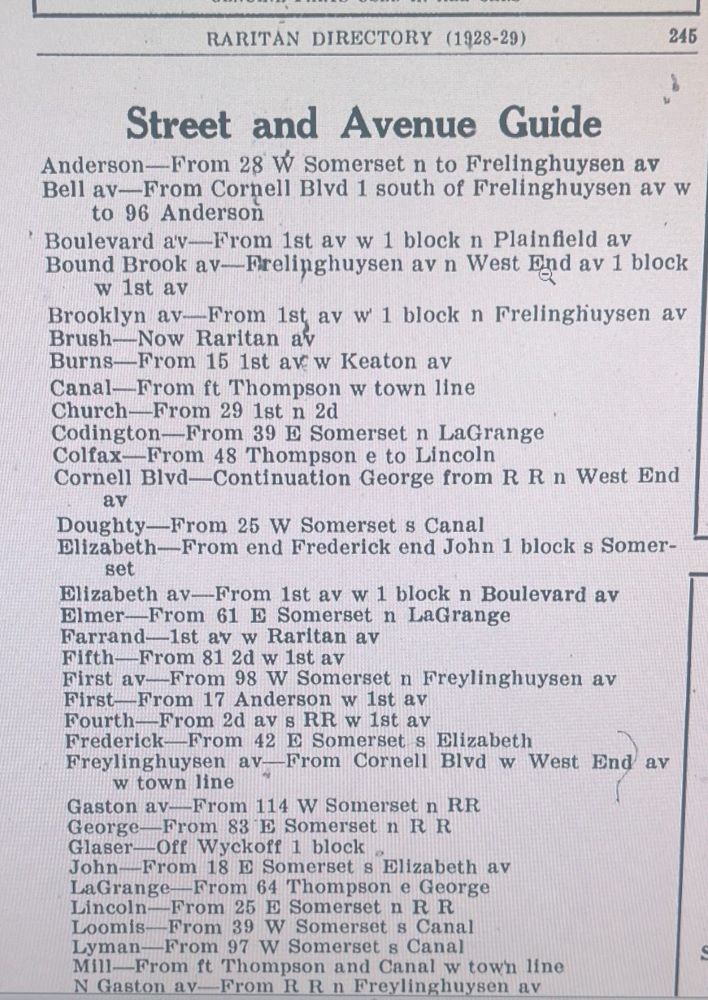 RARITAN DIRECTORY (1928-29) 245
Street and Avenue Guide
Anderson—From 28 W Somerset n to Frelinghuysen av
Bell av—From Cornell Blvd 1 south of Frelinghuysen av w
to 96 Anderson
Boulevard av—From 1st av w 1 block n Plainfield av
Bound Brook av—Frelinghuysen av n West End av 1 block
w 1st av
Brooklyn av—From 1st av w 1 block n Frelinghuysen av
Brush—Now Raritan av
Burns—From 15 1st av w Keaton av
Canal—From ft Thompson w town line
Church—From 29 1st n 2d
Codington—From 39 E Somerset n LaGrange
Colfax—From 48 Thompson e to Lincoln
Cornell Blvd—Continuation George from R R n West End
av
Doughty—From 25 W Somerset s Canal
Elizabeth—From end Frederick end John 1 block s Somer-
set
Elizabeth av—From 1st av w 1 block n Boulevard av
Elmer—From 61 E Somerset n LaGrange
Farrand—1st av w Raritan av
Fifth—From 81 2d w 1st av
First av—From 98 W Somerset n Freylinghuysen av
First—From 17 Anderson w 1st av
Fourth—From 2d av s RR w 1st av
Frederick—From 42 E Somerset s Elizabeth
Freylinghuysen av—From Cornell Blvd w West End av
w town line
Gaston av—From 114 W Somerset n RR
George—From 83 E Somerset n R R
Glaser—Off Wyckoff 1 block
John—From 18 E Somerset s Elizabeth av
LaGrange—From 64 Thompson e George
Lincoln—From 25 E Somerset n R R
Loomis—From 39 W Somerset s Canal
Lyman—From 97 W Somerset s Canal
Mill—From ft Thompson and Canal w town line
N Gaston av—From R R n Freylinghuysen av